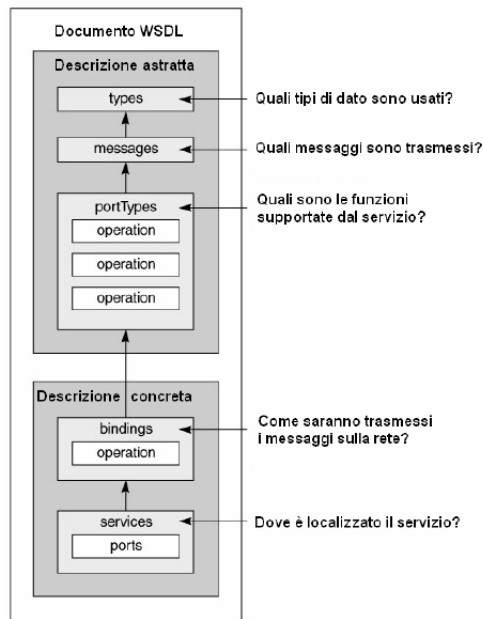 Documento WSDL
Descrizione astratta
types
Quali tipi di dato sono usati?
messages
Quali messaggi sono trasmessi?
portTypes
Quali sono le funzioni
supportate dal servizio?
operation
operation
operation
Descrizione concreta
bindings
Come saranno trasmessi
i messaggi sulla rete?
operation
services
Dove è localizzato il servizio?
ports